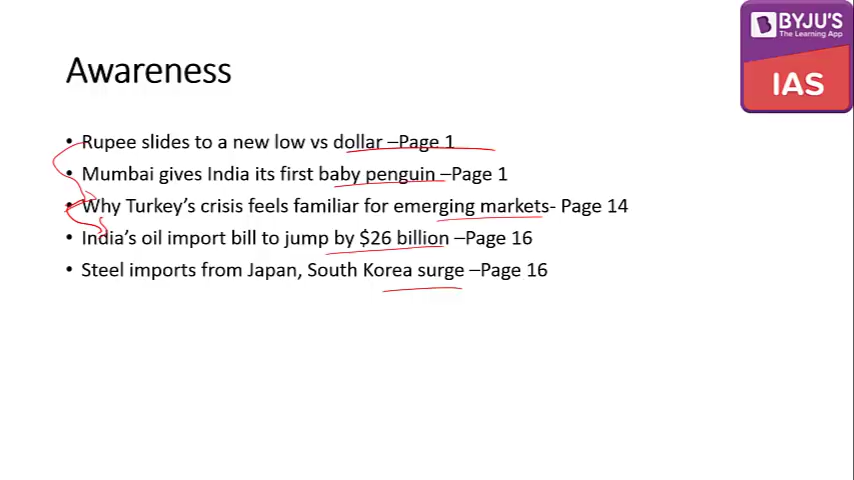 BYJU'S
The Learning App
IAS
Awareness
• Rupee slides to a new low vs dollar –Page 1
• Mumbai gives India its first baby penguin –Page 1
• Why Turkey's crisis feels familiar for emerging markets- Page 14
• India's oil import bill to jump by $26 billion –Page 16
• Steel imports from Japan, South Korea surge –Page 16